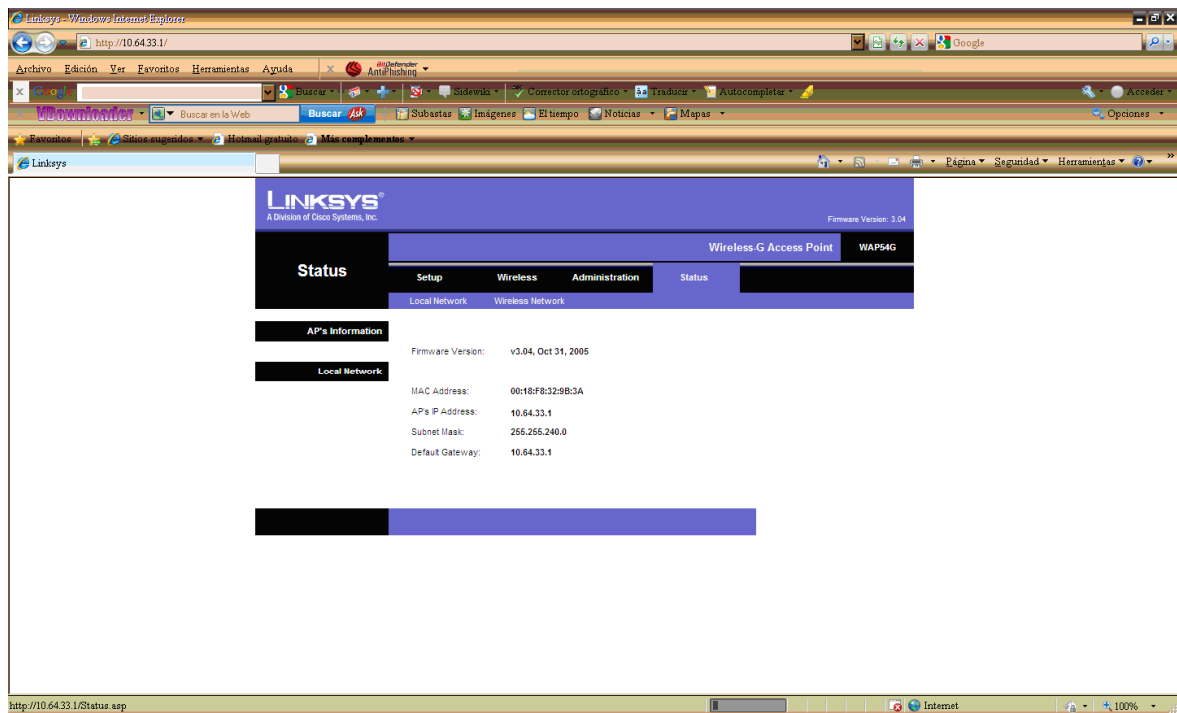 Linksys - Windows Internet Explorer
http://10.64.33.1/
Google
Archivo Edición Ver Favoritos Herramientas Ayuda x BitDefender AntiPhishing
x Google Buscar Sidewiki Corrector ortográfico Traducir Autocompletar Acceder
VDownloader Buscar en la Web Buscar Ask Subastas Imágenes El tiempo Noticias Mapas Opciones
Favoritos Sitios sugeridos Hotmail gratuito Más complementos
Linksys
Página Seguridad Herramientas »
LINKSYS®
A Division of Cisco Systems, Inc.
Firmware Version: 3.04
Wireless-G Access Point WAP54G
Status
Setup Wireless Administration Status
Local Network Wireless Network
AP's Information
Firmware Version: v3.04, Oct 31, 2005
Local Network
MAC Address: 00:18:F8:32:9B:3A
AP's IP Address: 10.64.33.1
Subnet Mask: 255.255.240.0
Default Gateway: 10.64.33.1
http://10.64.33.1/Status.asp
Internet
100%